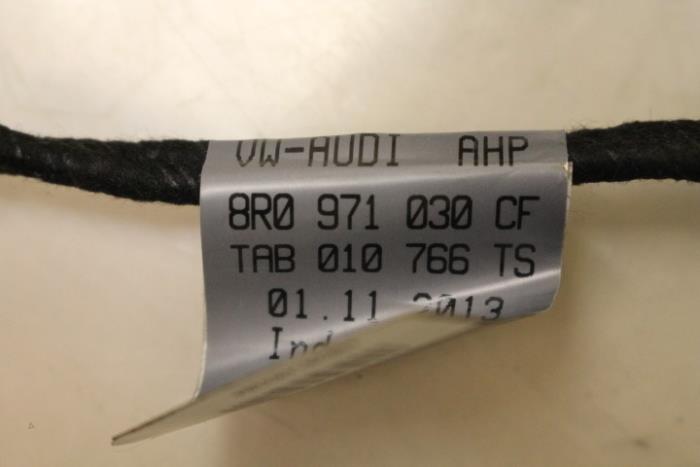 VW-AUDI AHP
8R0 971 030 CF
TAB 010 766 TS
01.11.2013